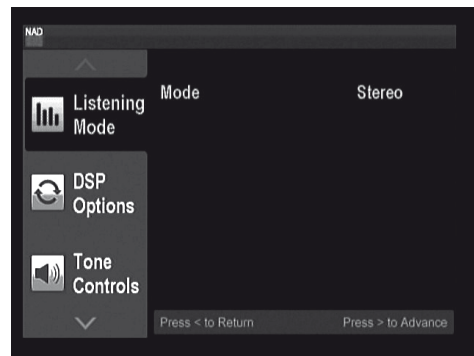 NAD
Listening
Mode
Mode Stereo
DSP
Options
Tone
Controls
Press < to Return Press > to Advance